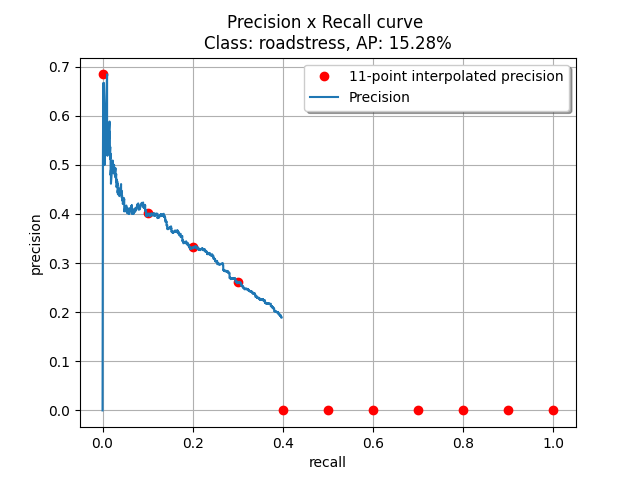 Precision x Recall curve
Class: roadstress, AP: 15.28%
11-point interpolated precision
Precision
0.7
0.6
0.5
0.4
0.3
0.2
0.1
0.0
precision
0.0 0.2 0.4 0.6 0.8 1.0
recall